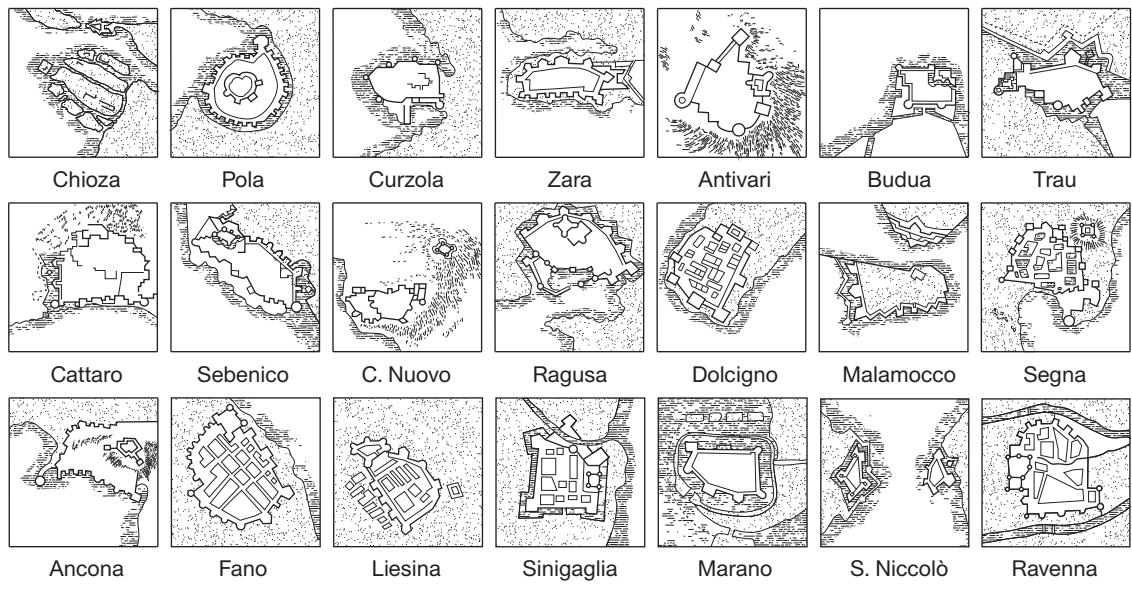 Chioza Pola Curzola Zara Antivari Budua Trau
Cattaro Sebenico C. Nuovo Ragusa Dolcigno Malamocco Segna
Ancona Fano Liesina Sinigaglia Marano S. Niccolò Ravenna